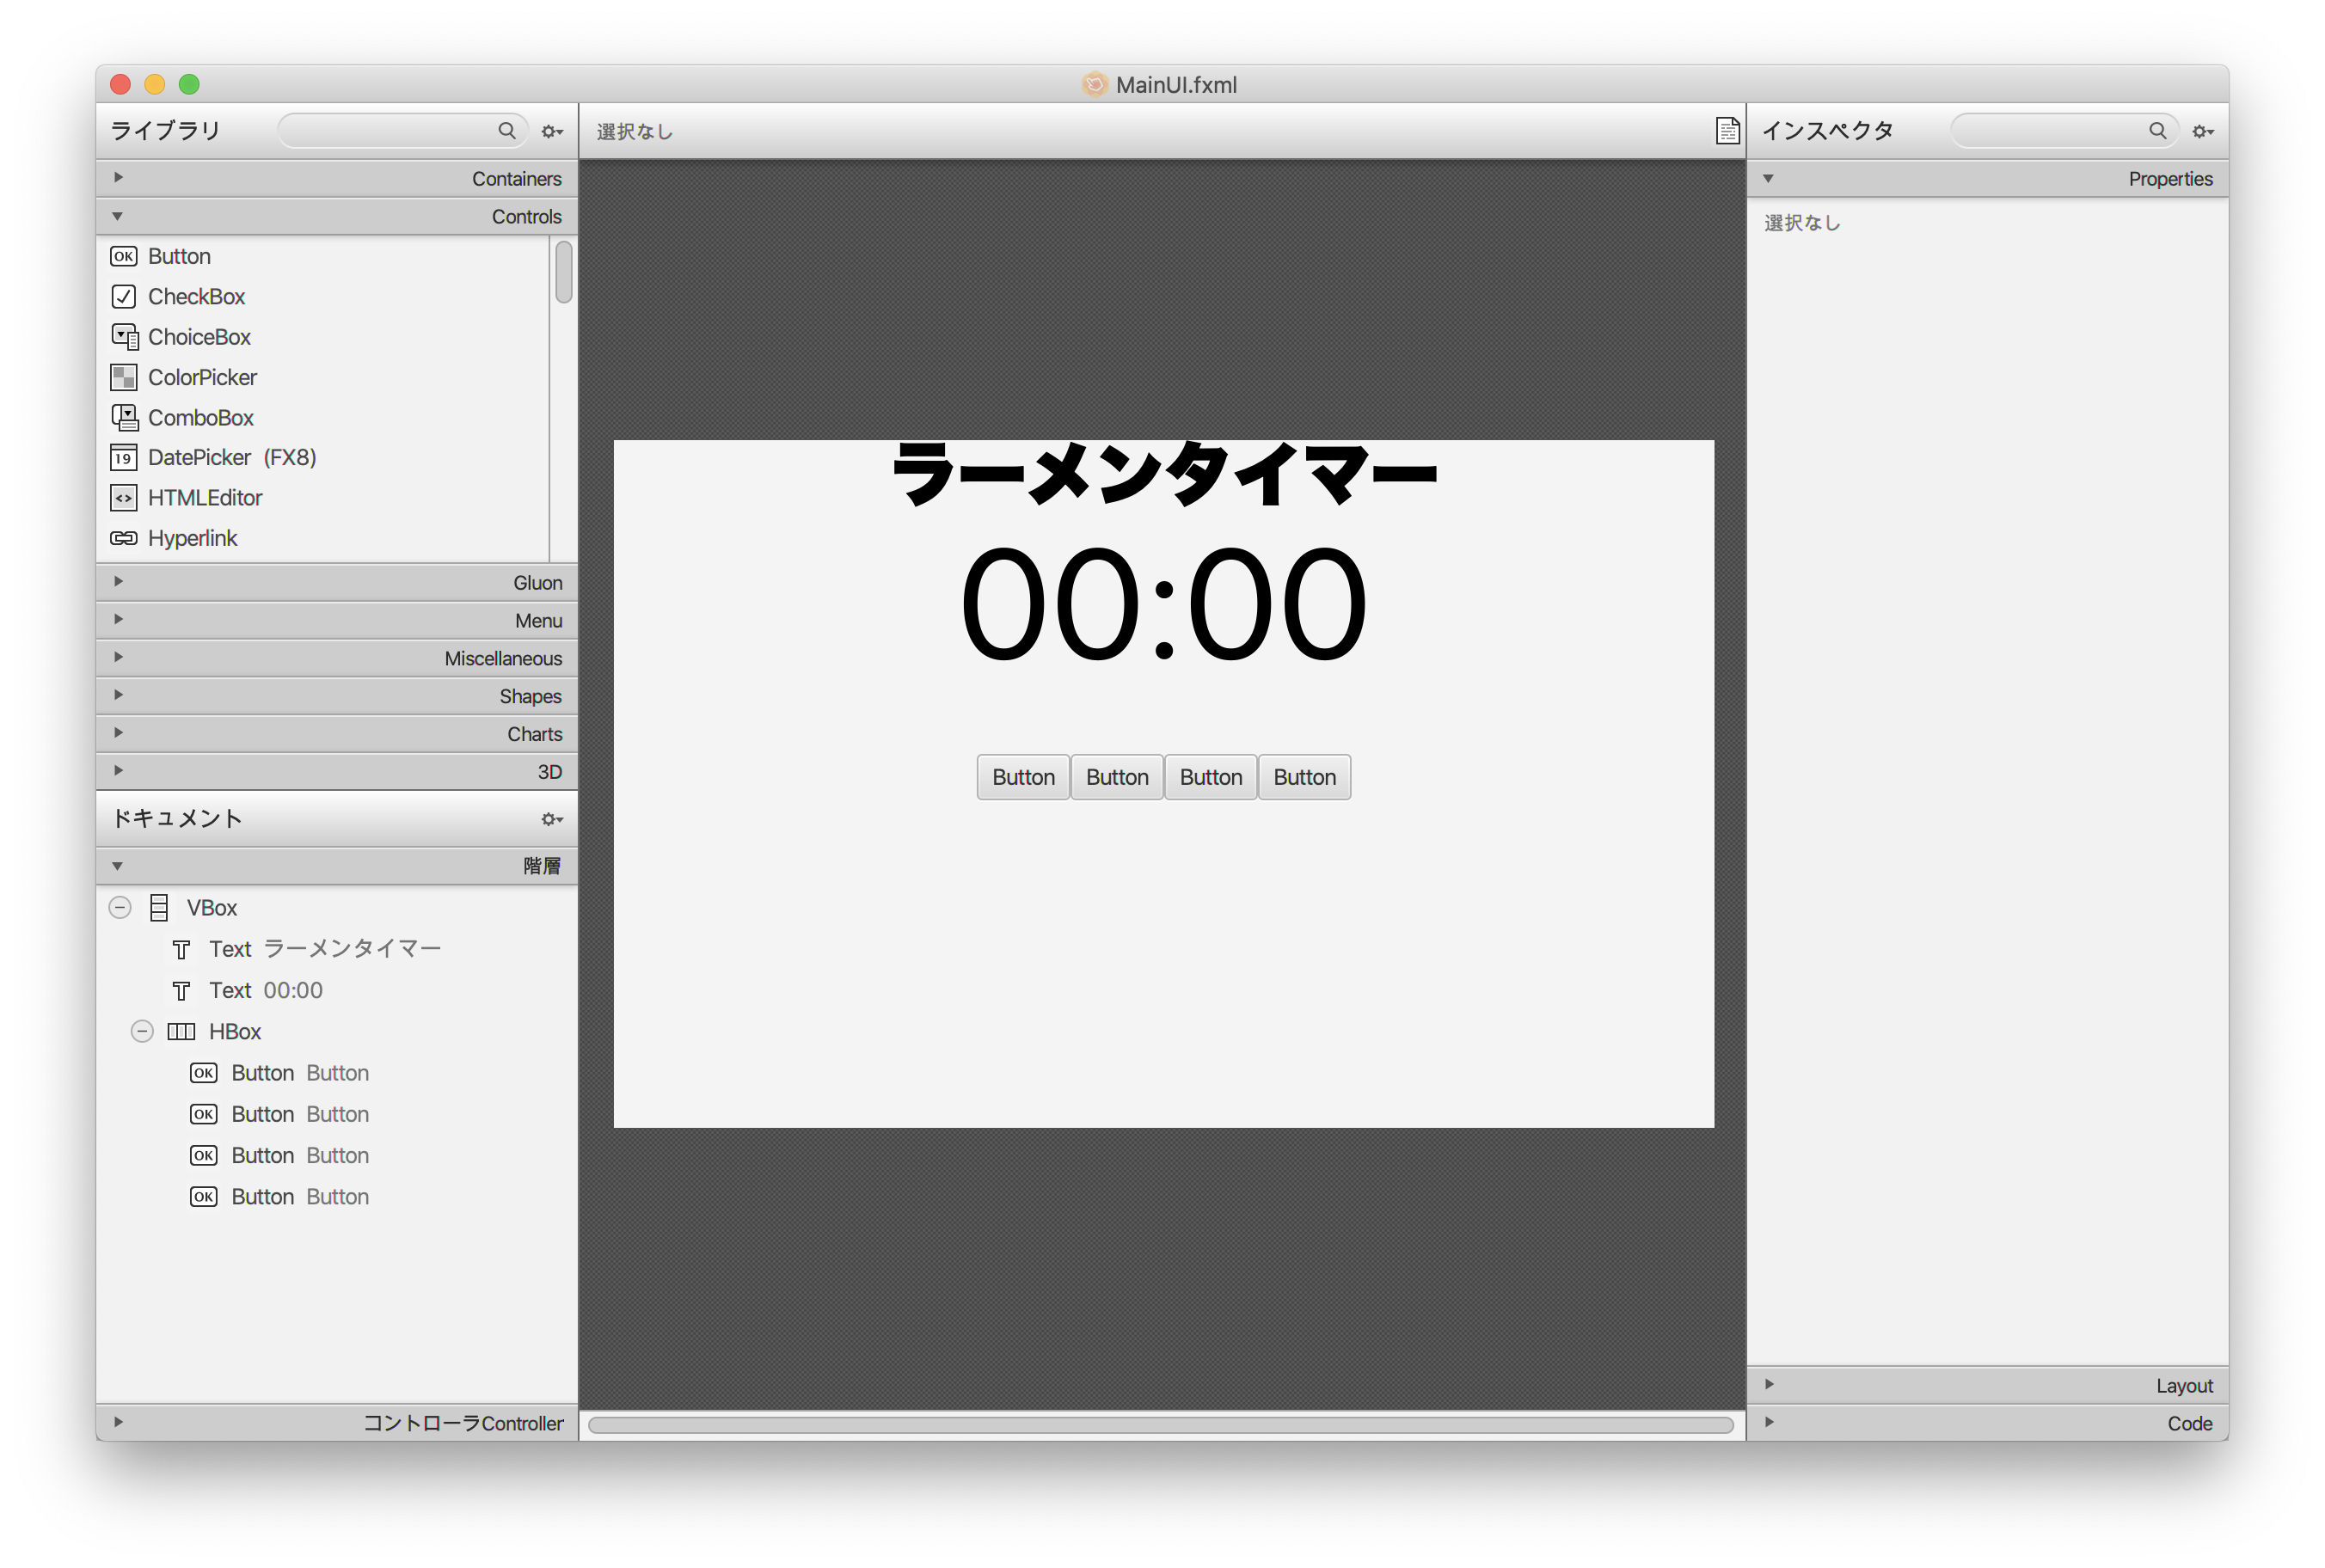 MainUI.fxml
ライブラリ
Containers
Controls
OK Button
CheckBox
ChoiceBox
ColorPicker
ComboBox
19 DatePicker (FX8)
<> HTMLEditor
Hyperlink
Gluon
Menu
Miscellaneous
Shapes
Charts
3D
ドキュメント
階層
VBox
T Text ラーメンタイマー
T Text 00:00
HBox
OK Button Button
OK Button Button
OK Button Button
OK Button Button
コントローラController
選択なし
ラーメンタイマー
00:00
Button Button Button Button
インスペクタ
Properties
選択なし
Layout
Code